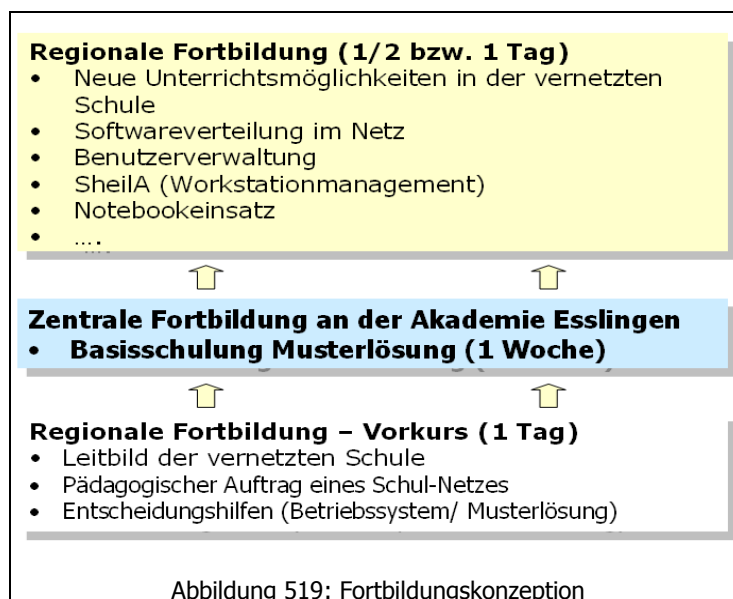 Regionale Fortbildung (1/2 bzw. 1 Tag)
• Neue Unterrichtsmöglichkeiten in der vernetzten
Schule
• Softwareverteilung im Netz
• Benutzerverwaltung
• SheilA (Workstationmanagement)
• Notebookeinsatz
• ….
Zentrale Fortbildung an der Akademie Esslingen
• Basisschulung Musterlösung (1 Woche)
Regionale Fortbildung – Vorkurs (1 Tag)
• Leitbild der vernetzten Schule
• Pädagogischer Auftrag eines Schul-Netzes
• Entscheidungshilfen (Betriebssystem/ Musterlösung)
Abbildung 519: Fortbildungskonzeption